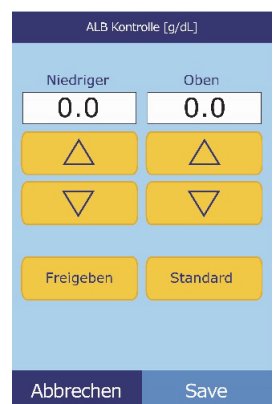 ALB Kontrolle [g/dL]
Niedriger Oben
0.0 0.0
Freigeben Standard
Abbrechen Save